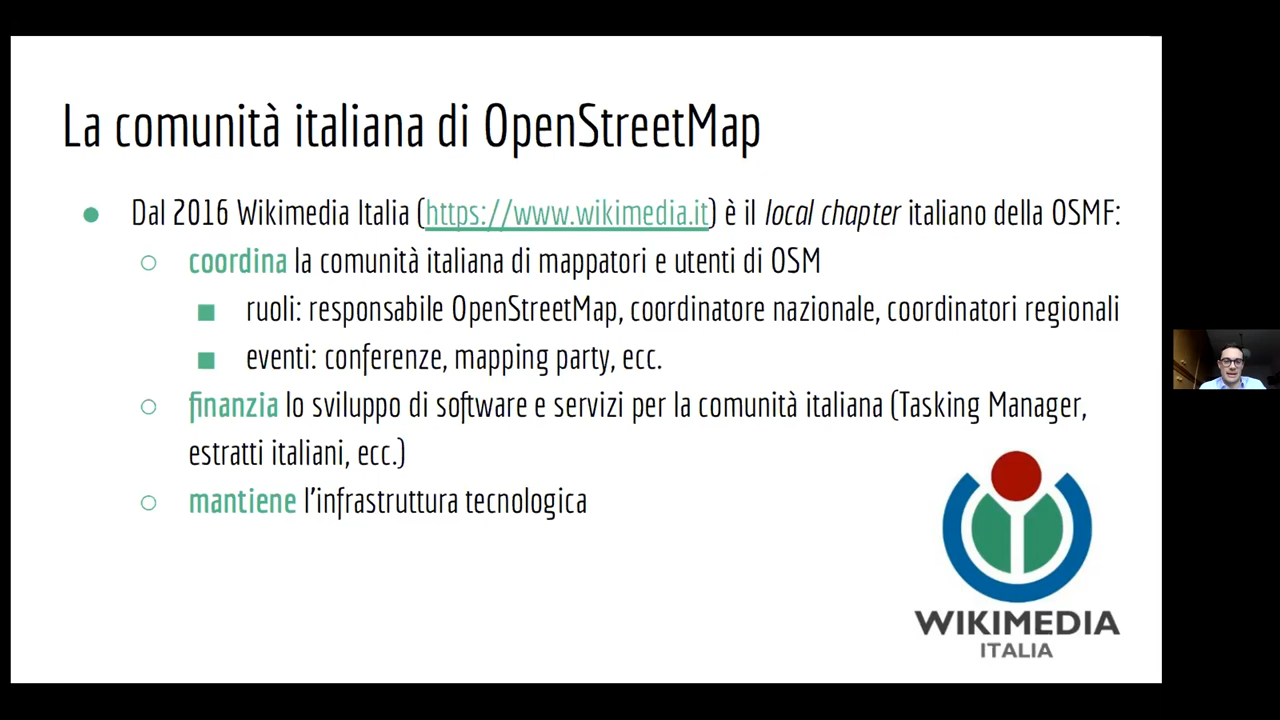 La comunità italiana di OpenStreetMap
● Dal 2016 Wikimedia Italia (https://www.wikimedia.it) è il local chapter italiano della OSMF:
○ coordina la comunità italiana di mappatori e utenti di OSM
■ ruoli: responsabile OpenStreetMap, coordinatore nazionale, coordinatori regionali
■ eventi: conferenze, mapping party, ecc.
○ finanzia lo sviluppo di software e servizi per la comunità italiana (Tasking Manager,
estratti italiani, ecc.)
○ mantiene l’infrastruttura tecnologica
WIKIMEDIA
ITALIA